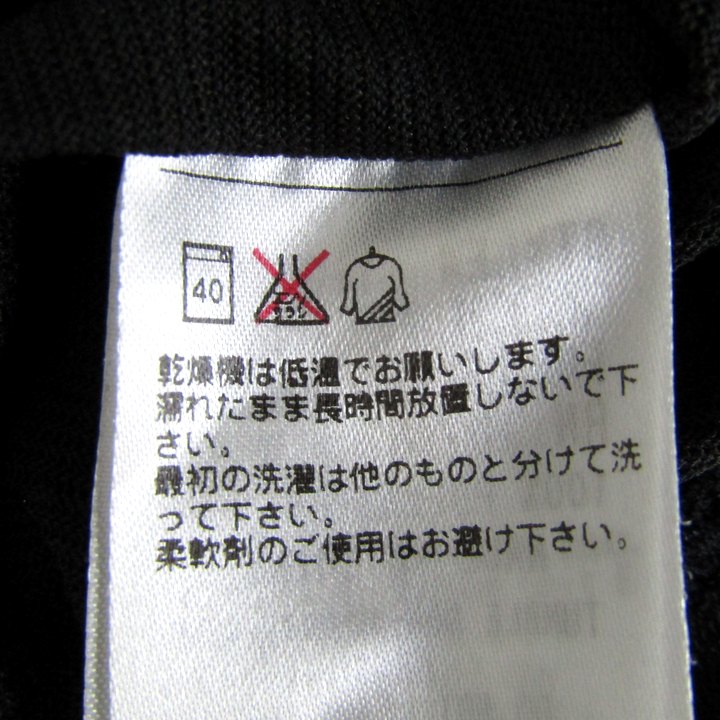 40
乾燥機は低温でお願いします。
濡れたまま長時間放置しないで下
さい。
最初の洗濯は他のものと分けて洗
って下さい。
柔軟剤のご使用はお避け下さい。